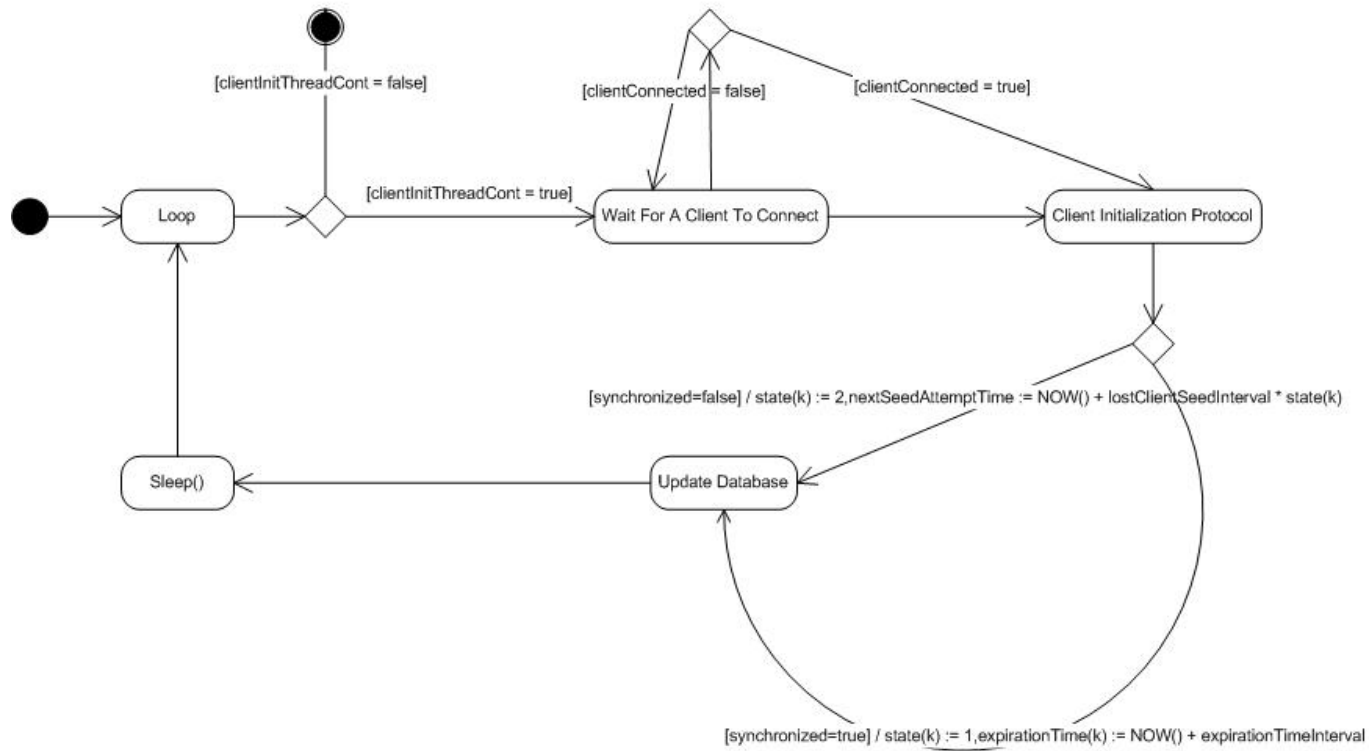 [clientInitThreadCont = false]
[clientConnected = false]
[clientConnected = true]
[clientInitThreadCont = true]
Loop
Wait For A Client To Connect
Client Initialization Protocol
[synchronized=false] / state(k) := 2,nextSeedAttemptTime := NOW() + lostClientSeedInterval * state(k)
Sleep()
Update Database
[synchronized=true] / state(k) := 1,expirationTime(k) := NOW() + expirationTimeInterval